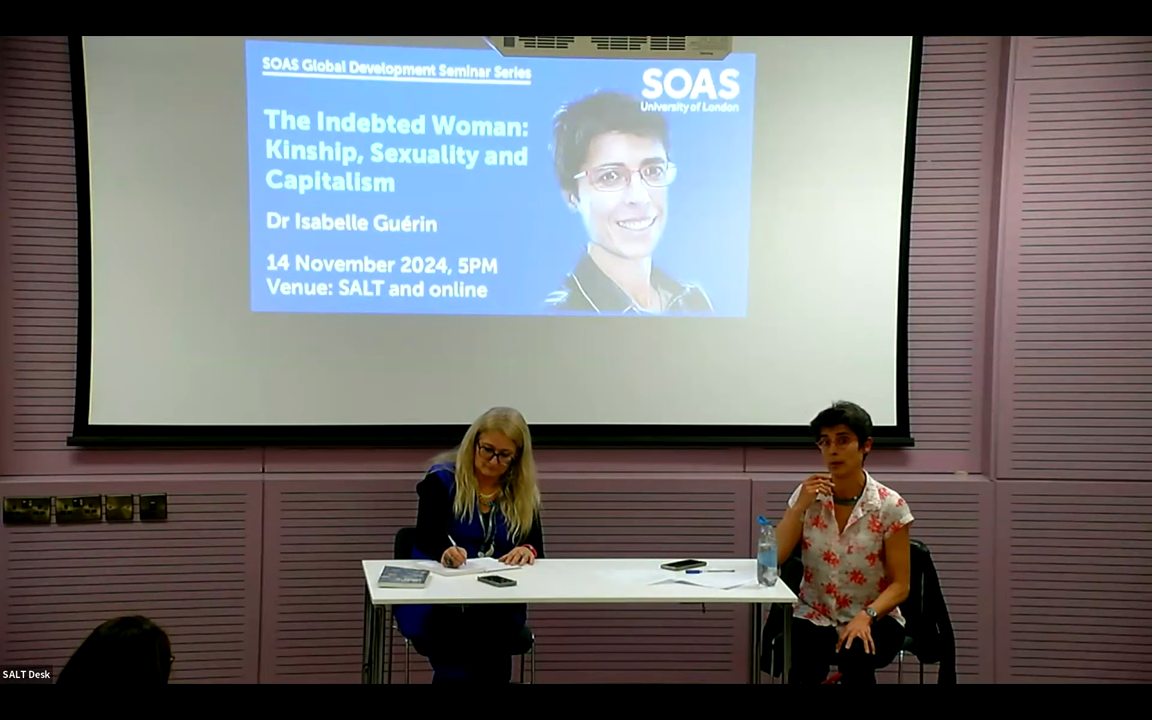 SOAS Global Development Seminar Series
SOAS
University of London
The Indebted Woman:
Kinship, Sexuality and
Capitalism
Dr Isabelle Guérin
14 November 2024, 5PM
Venue: SALT and online
SALT Desk